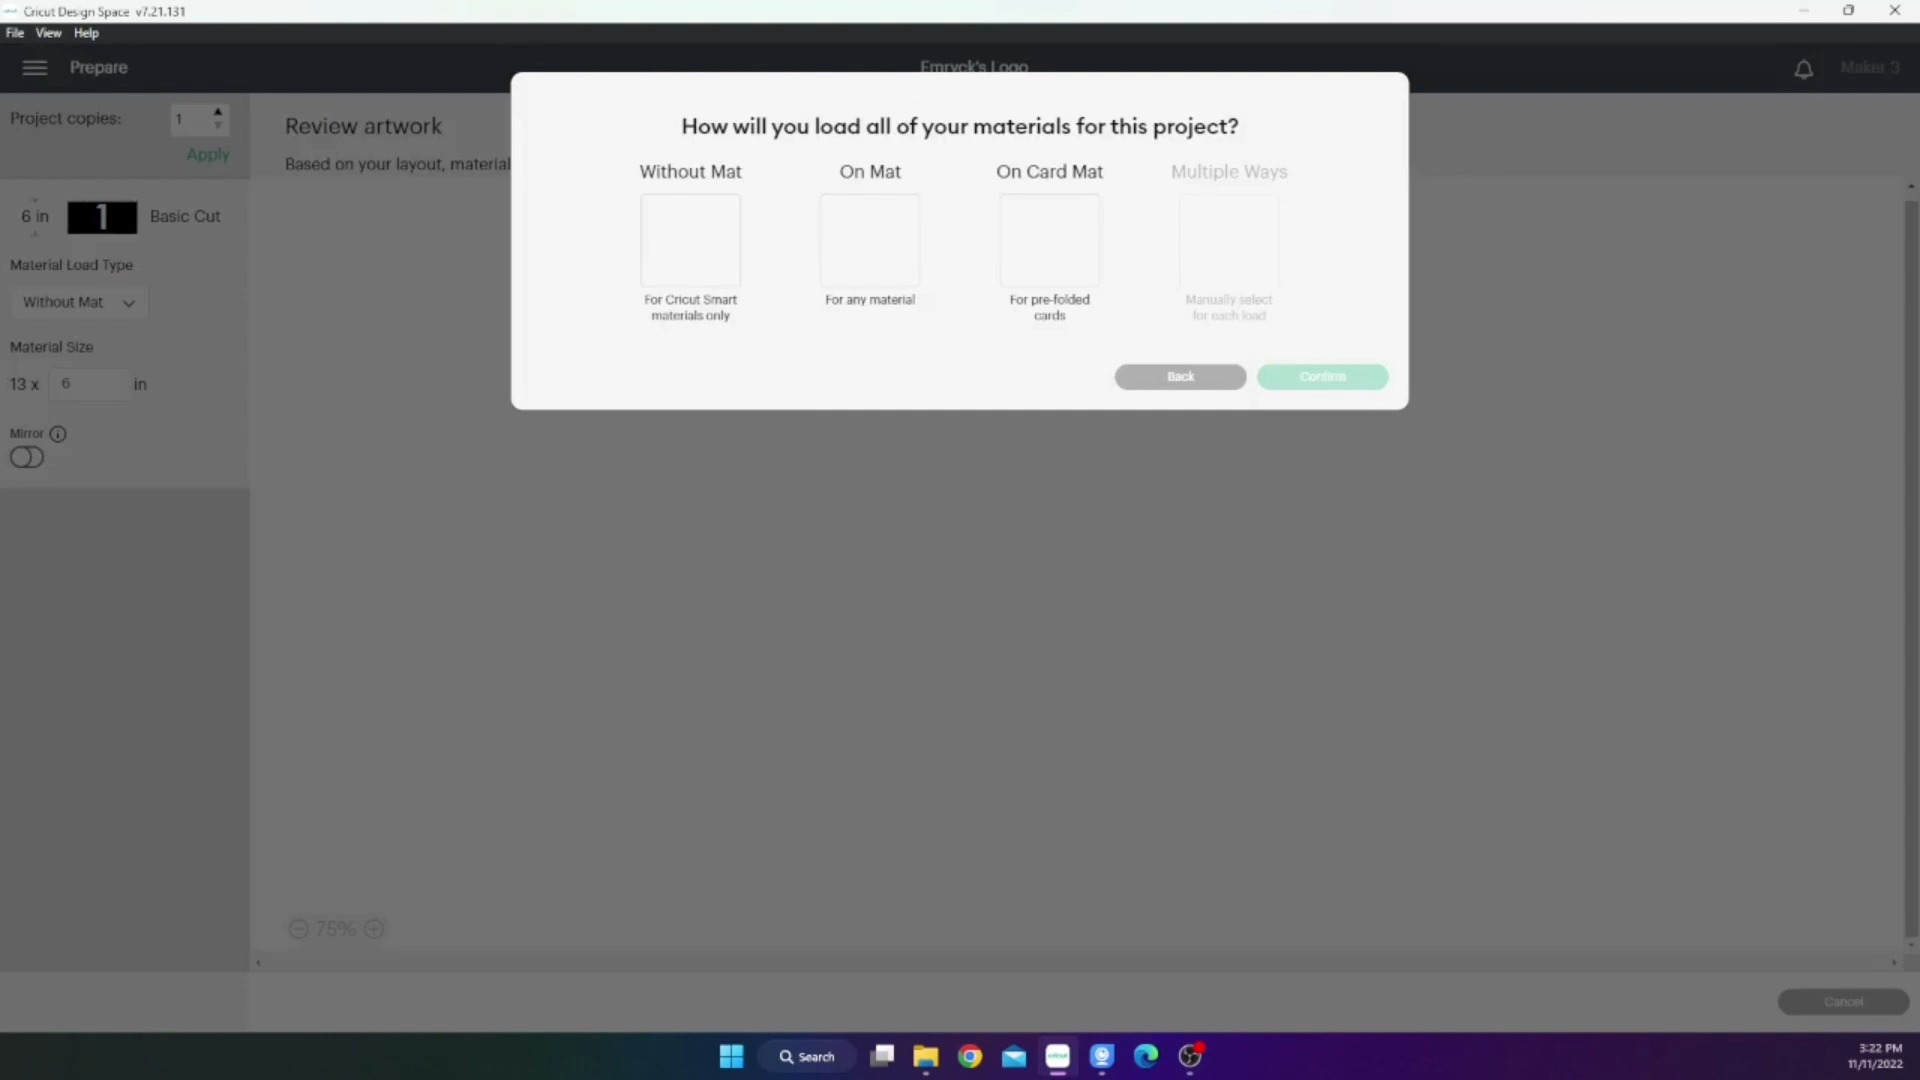 Cricut Design Space v7.21.131
File View Help
Prepare
Emryck's Logo
Maker 3
Project copies:
1
Apply
Review artwork
Based on your layout, material
6 in
1
Basic Cut
Material Load Type
Without Mat
Material Size
13 x
6
in
Mirror
How will you load all of your materials for this project?
Without Mat
For Cricut Smart
materials only
On Mat
For any material
On Card Mat
For pre-folded
cards
Multiple Ways
Manually select
for each load
Back
Confirm
75%
Cancel
Search
cricut
3:22 PM
11/11/2022